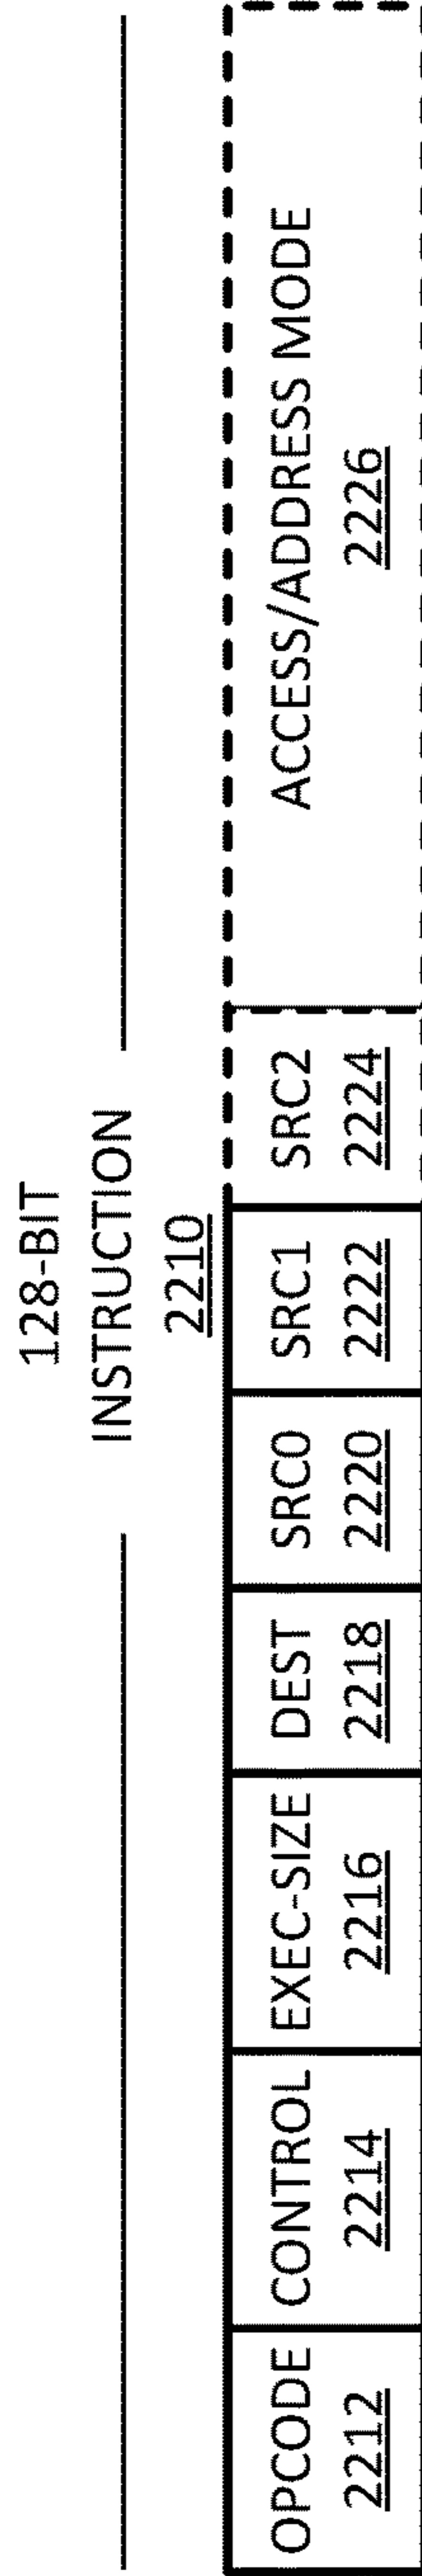 128-BIT
INSTRUCTION
2210
OPCODE
2212
CONTROL
2214
EXEC-SIZE
2216
DEST
2218
SRC0
2220
SRC1
2222
SRC2
2224
ACCESS/ADDRESS MODE
2226